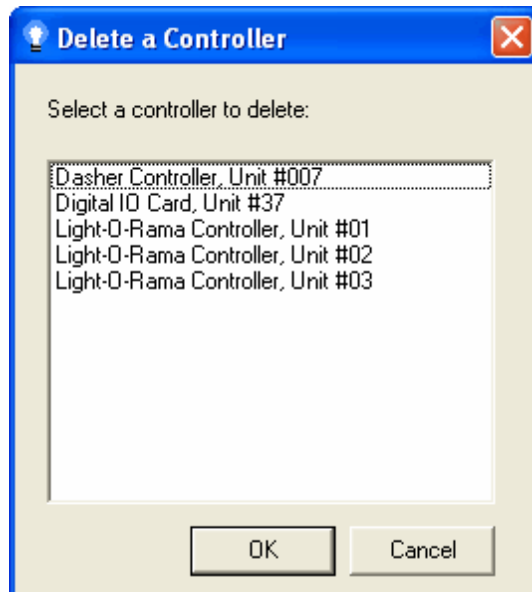 Delete a Controller
Select a controller to delete:
Dasher Controller, Unit #007
Digital IO Card, Unit #37
Light-O-Rama Controller, Unit #01
Light-O-Rama Controller, Unit #02
Light-O-Rama Controller, Unit #03
OK Cancel